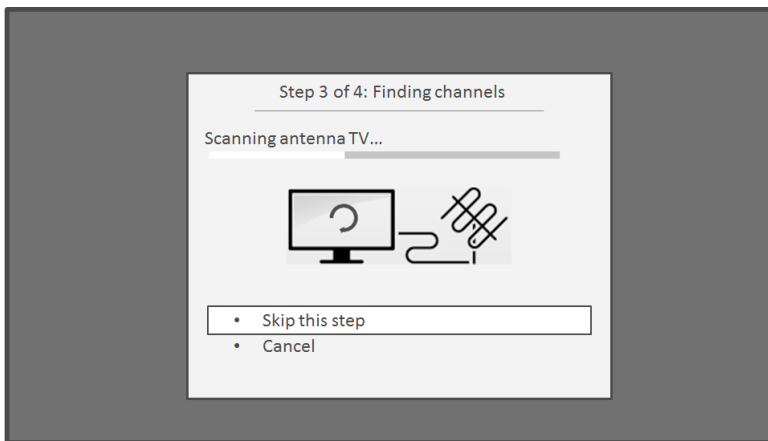 Step 3 of 4: Finding channels
Scanning antenna TV...
• Skip this step
• Cancel